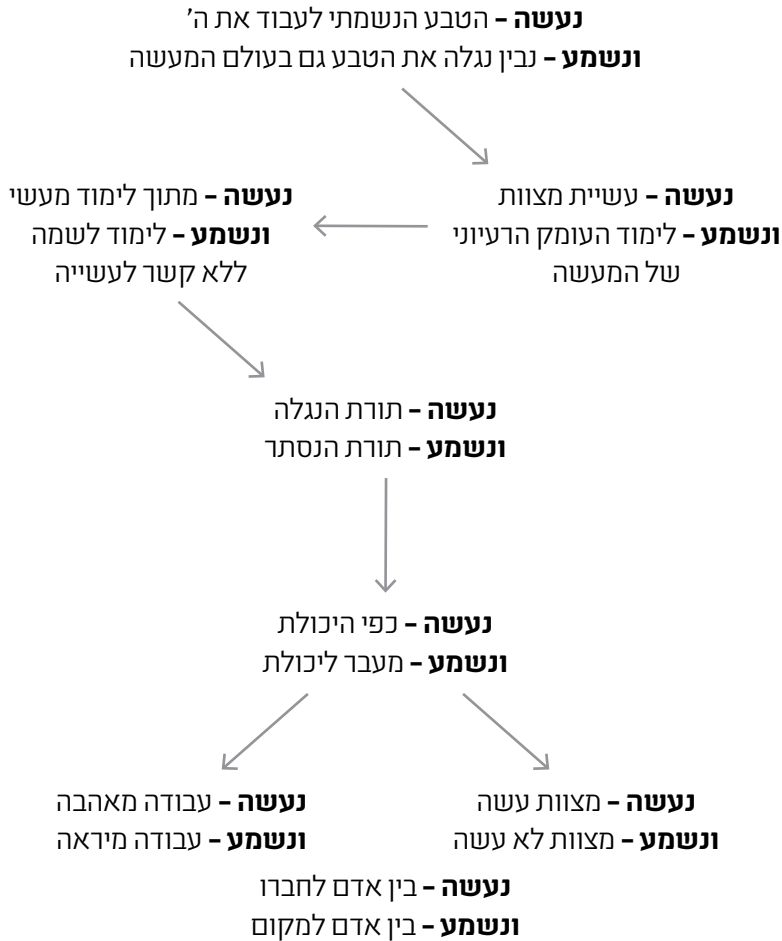 נעשה – הטבע הנשמתי לעבוד את ה'
ונשמע – נבין נגלה את הטבע גם בעולם המעשה
נעשה – עשיית מצוות
ונשמע – לימוד העומק הרעיוני
של המעשה
נעשה – מתוך לימוד מעשי
ונשמע – לימוד לשמה
ללא קשר לעשייה
נעשה – תורת הנגלה
ונשמע – תורת הנסתר
נעשה – כפי היכולת
ונשמע – מעבר ליכולת
נעשה – מצוות עשה
ונשמע – מצוות לא עשה
נעשה – עבודה מאהבה
ונשמע – עבודה מיראה
נעשה – בין אדם לחברו
ונשמע – בין אדם למקום